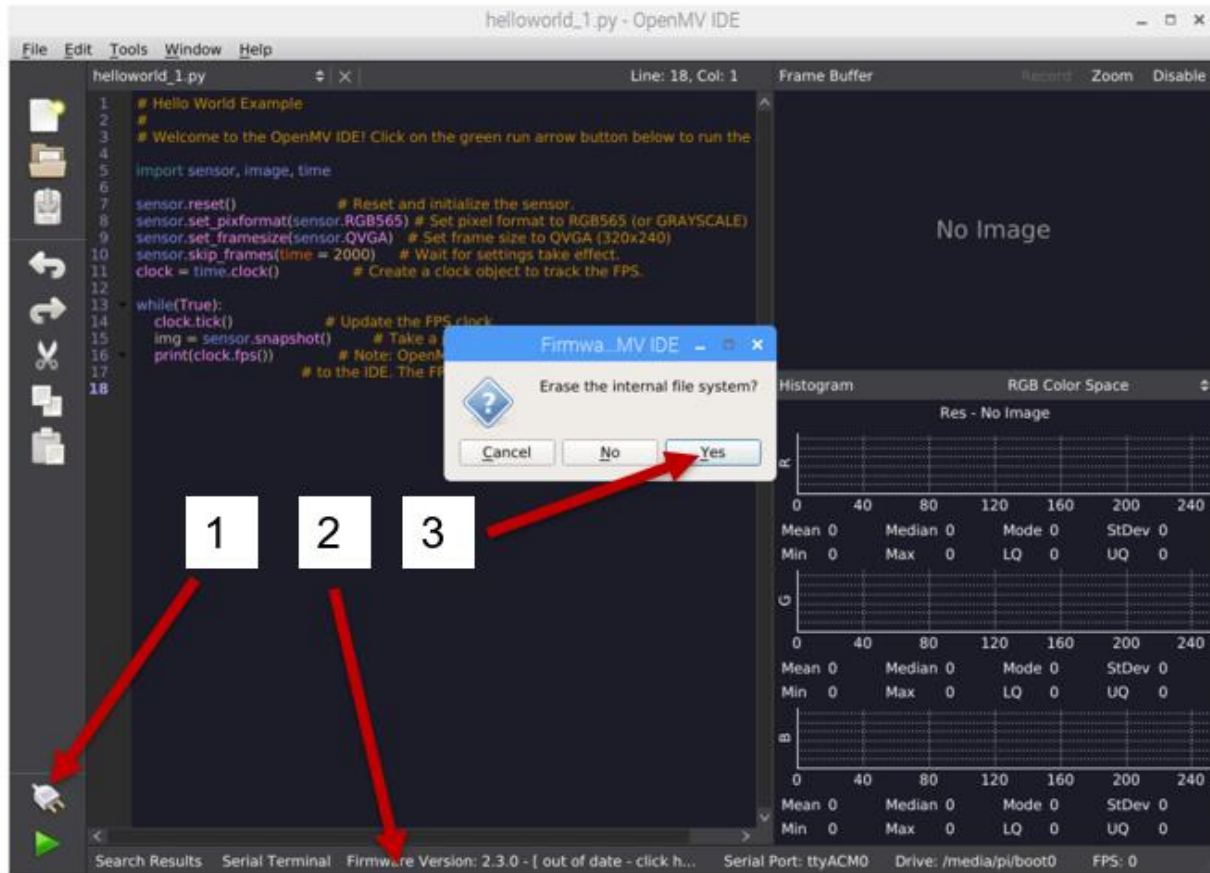 helloworld_1.py - OpenMV IDE
File Edit Tools Window Help
helloworld_1.py
Line: 18, Col: 1
Frame Buffer
Record Zoom Disable
1 # Hello World Example
2 #
3 # Welcome to the OpenMV IDE! Click on the green run arrow button below to run the
4
5 import sensor, image, time
6
7 sensor.reset() # Reset and initialize the sensor.
8 sensor.set_pixformat(sensor.RGB565) # Set pixel format to RGB565 (or GRAYSCALE)
9 sensor.set_framesize(sensor.QVGA) # Set frame size to QVGA (320x240)
10 sensor.skip_frames(time = 2000) # Wait for settings take effect.
11 clock = time.clock() # Create a clock object to track the FPS.
12
13 while(True):
14 clock.tick() # Update the FPS clock.
15 img = sensor.snapshot() # Take a
16 print(clock.fps()) # Note: OpenM
17 # to the IDE. The FP
18
No Image
Firmwa...MV IDE
Erase the internal file system?
Cancel No Yes
1 2 3
Histogram RGB Color Space
Res - No Image
R
0 40 80 120 160 200 240
Mean 0 Median 0 Mode 0 StDev 0
Min 0 Max 0 LQ 0 UQ 0
G
0 40 80 120 160 200 240
Mean 0 Median 0 Mode 0 StDev 0
Min 0 Max 0 LQ 0 UQ 0
B
0 40 80 120 160 200 240
Mean 0 Median 0 Mode 0 StDev 0
Min 0 Max 0 LQ 0 UQ 0
Search Results Serial Terminal Firmware Version: 2.3.0 - [ out of date - click h... Serial Port: ttyACM0 Drive: /media/pi/boot0 FPS: 0